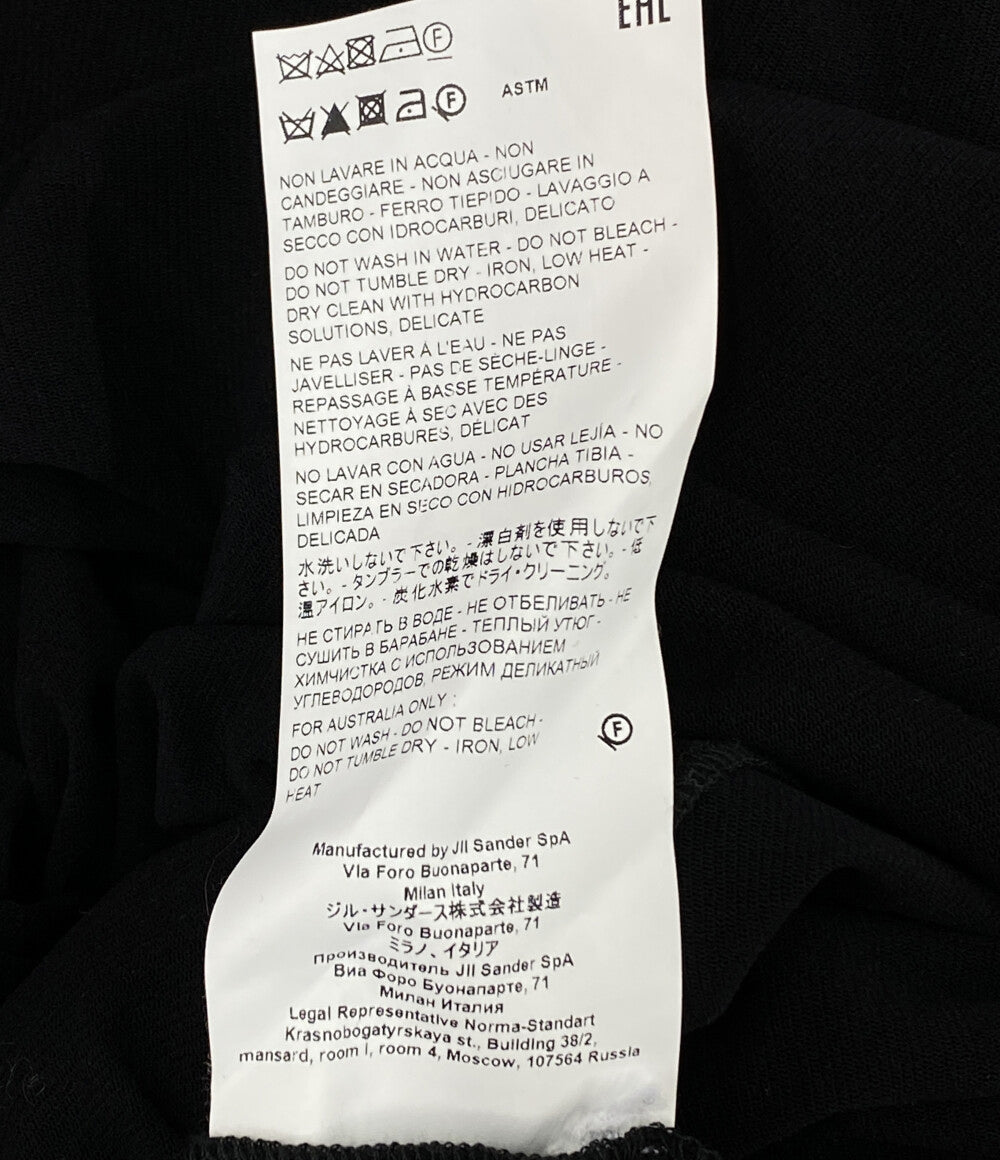 EAC
F
F
ASTM
NON LAVARE IN ACQUA - NON
CANDEGGIARE - NON ASCIUGARE IN
TAMBURO - FERRO TIEPIDO - LAVAGGIO A
SECCO CON IDROCARBURI, DELICATO
DO NOT WASH IN WATER - DO NOT BLEACH -
DO NOT TUMBLE DRY - IRON, LOW HEAT -
DRY CLEAN WITH HYDROCARBON
SOLUTIONS, DELICATE
NE PAS LAVER À L'EAU - NE PAS
JAVELLISER - PAS DE SÈCHE-LINGE -
REPASSAGE À BASSE TEMPÉRATURE -
NETTOYAGE À SEC AVEC DES
HYDROCARBURES, DÉLICAT
NO LAVAR CON AGUA - NO USAR LEJÍA - NO
SECAR EN SECADORA - PLANCHA TIBIA -
LIMPIEZA EN SECO CON HIDROCARBUROS,
DELICADA
水洗いしないで下さい。 - 漂白剤を使用しないで下
さい。 - タンブラーでの乾燥はしないで下さい。 - 低
温アイロン。 - 炭化水素でドライ・クリーニング。
НЕ СТИРАТЬ В ВОДЕ - НЕ ОТБЕЛИВАТЬ - НЕ
СУШИТЬ В БАРАБАНЕ - ТЕПЛЫЙ УТЮГ -
ХИМЧИСТКА С ИСПОЛЬЗОВАНИЕМ
УГЛЕВОДОРОДОВ, РЕЖИМ ДЕЛИКАТНЫЙ
FOR AUSTRALIA ONLY :
DO NOT WASH - DO NOT BLEACH -
DO NOT TUMBLE DRY - IRON, LOW
HEAT
F
Manufactured by Jil Sander SpA
Via Foro Buonaparte, 71
Milan Italy
ジル・サンダース株式会社製造
Via Foro Buonaparte, 71
ミラノ、イタリア
производитель Jil Sander SpA
Виа Форо Буонапарте, 71
Милан Италия
Legal Representative Norma-Standart
Krasnobogatyrskaya st., Building 38/2,
mansard, room I, room 4, Moscow, 107564 Russia